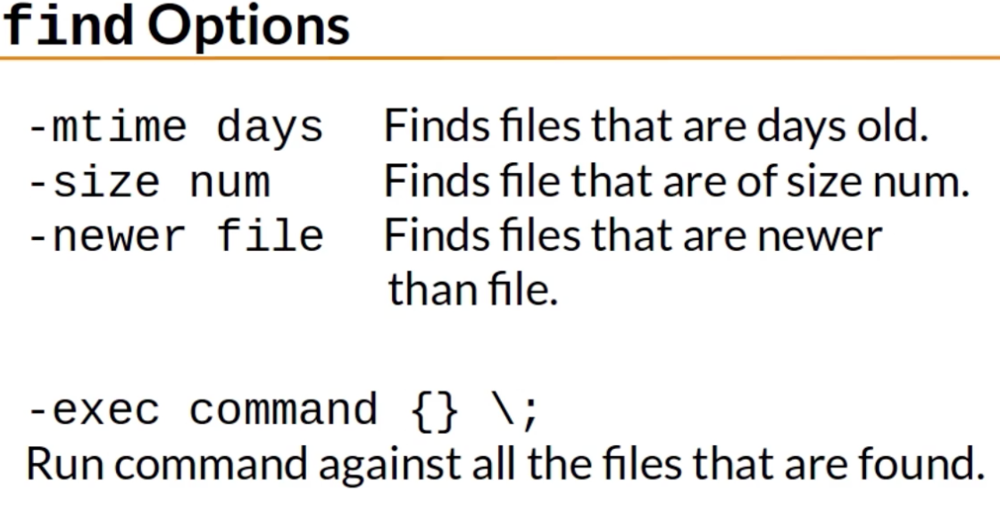 find Options
-mtime days Finds files that are days old.
-size num Finds file that are of size num.
-newer file Finds files that are newer
than file.
-exec command {} \;
Run command against all the files that are found.